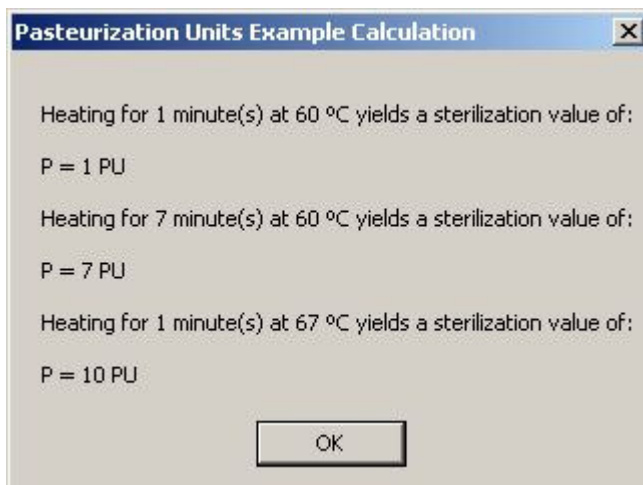 Pasteurization Units Example Calculation
Heating for 1 minute(s) at 60 ºC yields a sterilization value of:
P = 1 PU
Heating for 7 minute(s) at 60 ºC yields a sterilization value of:
P = 7 PU
Heating for 1 minute(s) at 67 ºC yields a sterilization value of:
P = 10 PU
OK